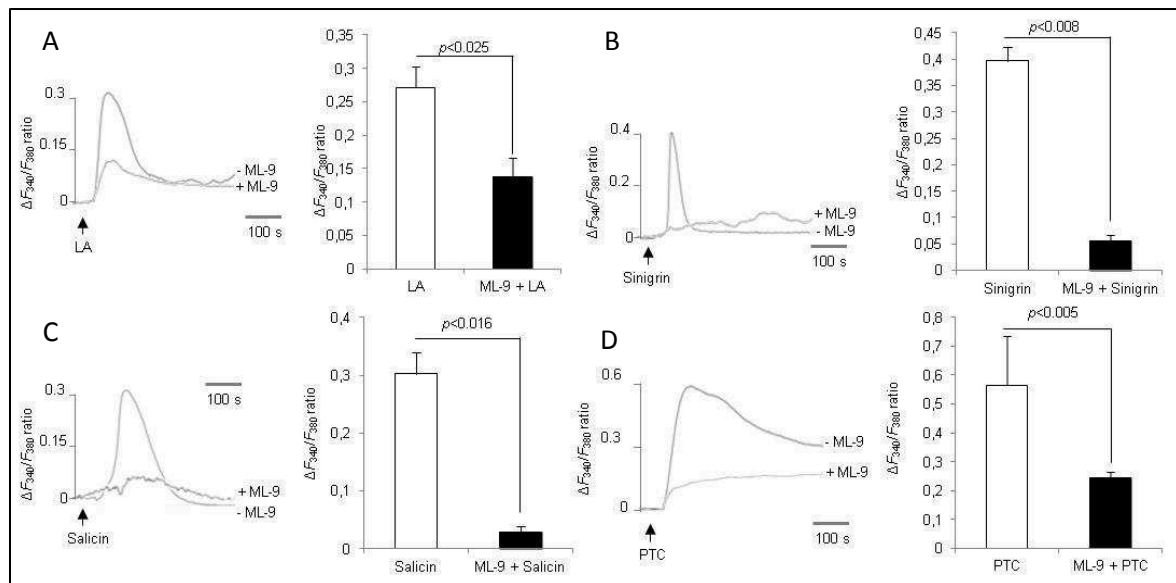 A
ΔF340/F380 ratio
0.3
0.15
0
LA
- ML-9
+ ML-9
100 s
ΔF340/F380 ratio
0,35
0,3
0,25
0,2
0,15
0,1
0,05
0
p<0.025
LA
ML-9 + LA
B
ΔF340/F380 ratio
0.4
0.2
0
Sinigrin
+ ML-9
- ML-9
100 s
ΔF340/F380 ratio
0,45
0,4
0,35
0,3
0,25
0,2
0,15
0,1
0,05
0
p<0.008
Sinigrin
ML-9 + Sinigrin
C
ΔF340/F380 ratio
0.3
0.15
0
Salicin
100 s
+ ML-9
- ML-9
ΔF340/F380 ratio
0,4
0,3
0,2
0,1
0
p<0.016
Salicin
ML-9 + Salicin
D
ΔF340/F380 ratio
0.6
0.3
0
PTC
- ML-9
+ ML-9
100 s
ΔF340/F380 ratio
0,8
0,7
0,6
0,5
0,4
0,3
0,2
0,1
0
p<0.005
PTC
ML-9 + PTC